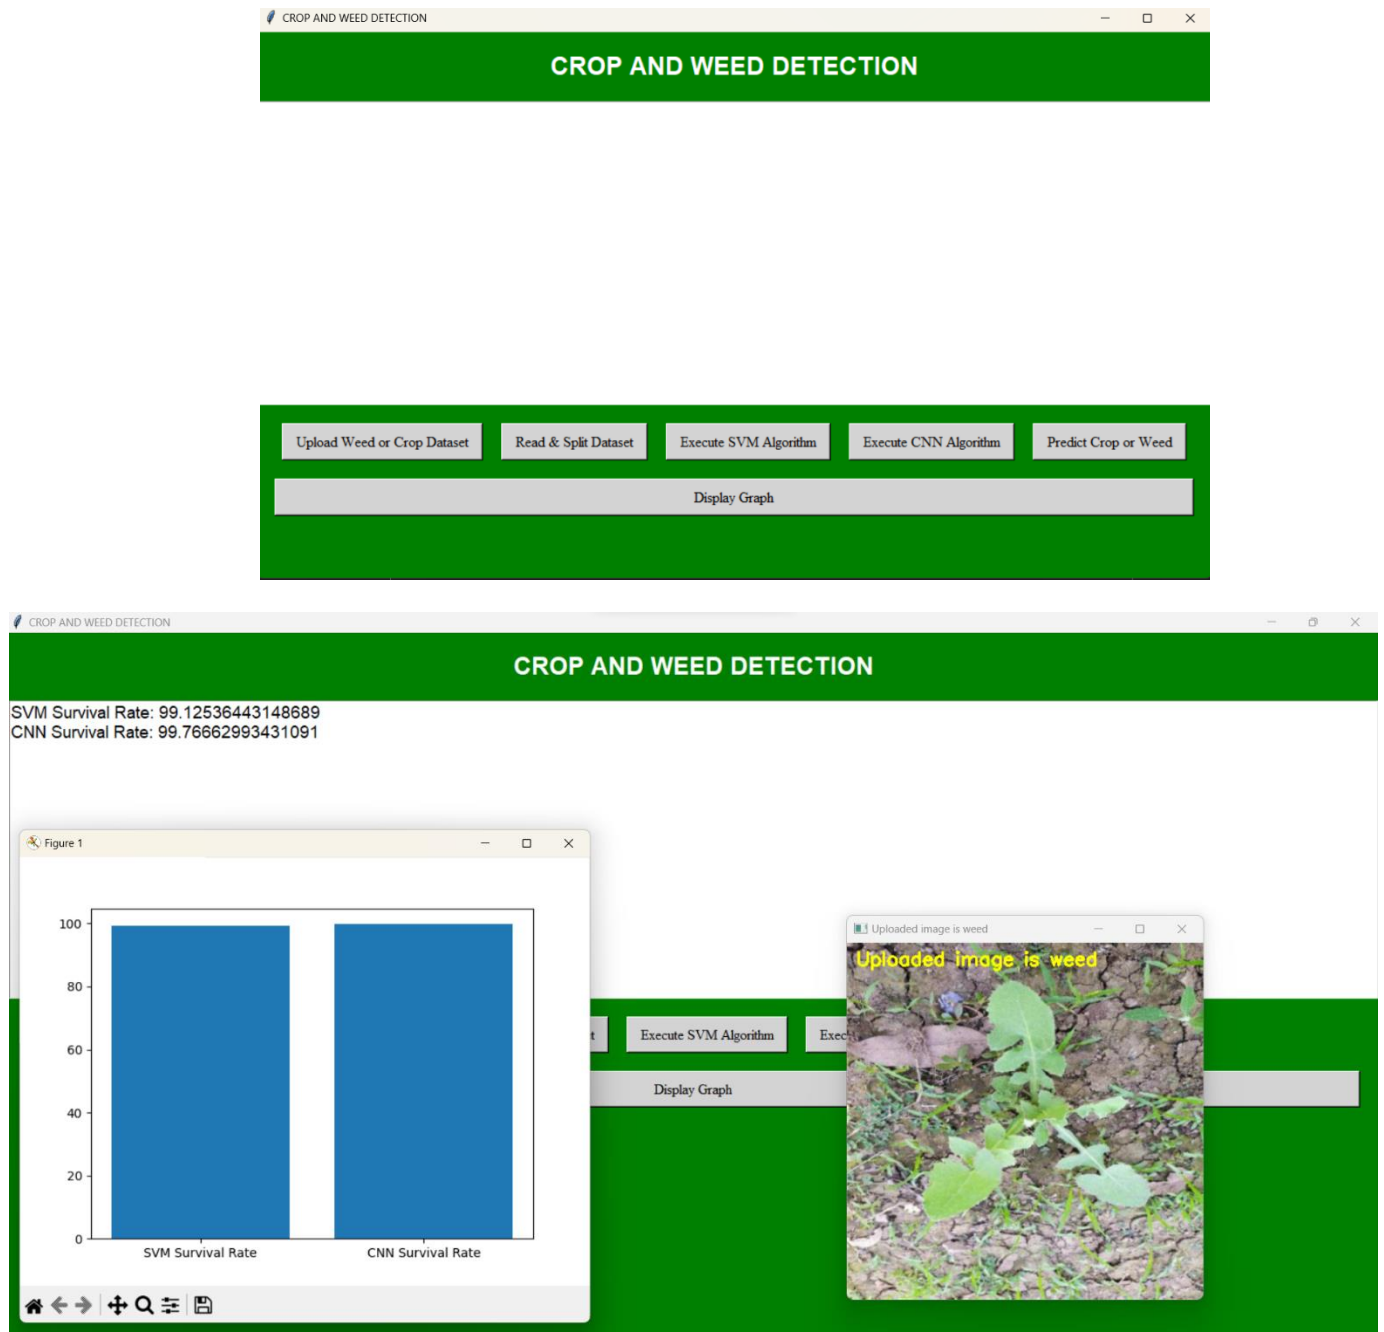 CROP AND WEED DETECTION
CROP AND WEED DETECTION
Upload Weed or Crop Dataset
Read & Split Dataset
Execute SVM Algorithm
Execute CNN Algorithm
Predict Crop or Weed
Display Graph
CROP AND WEED DETECTION
CROP AND WEED DETECTION
SVM Survival Rate: 99.12536443148689
CNN Survival Rate: 99.76662993431091
Figure 1
100
80
60
40
20
0
SVM Survival Rate
CNN Survival Rate
t
Execute SVM Algorithm
Exec
Display Graph
Uploaded image is weed
Uploaded image is weed